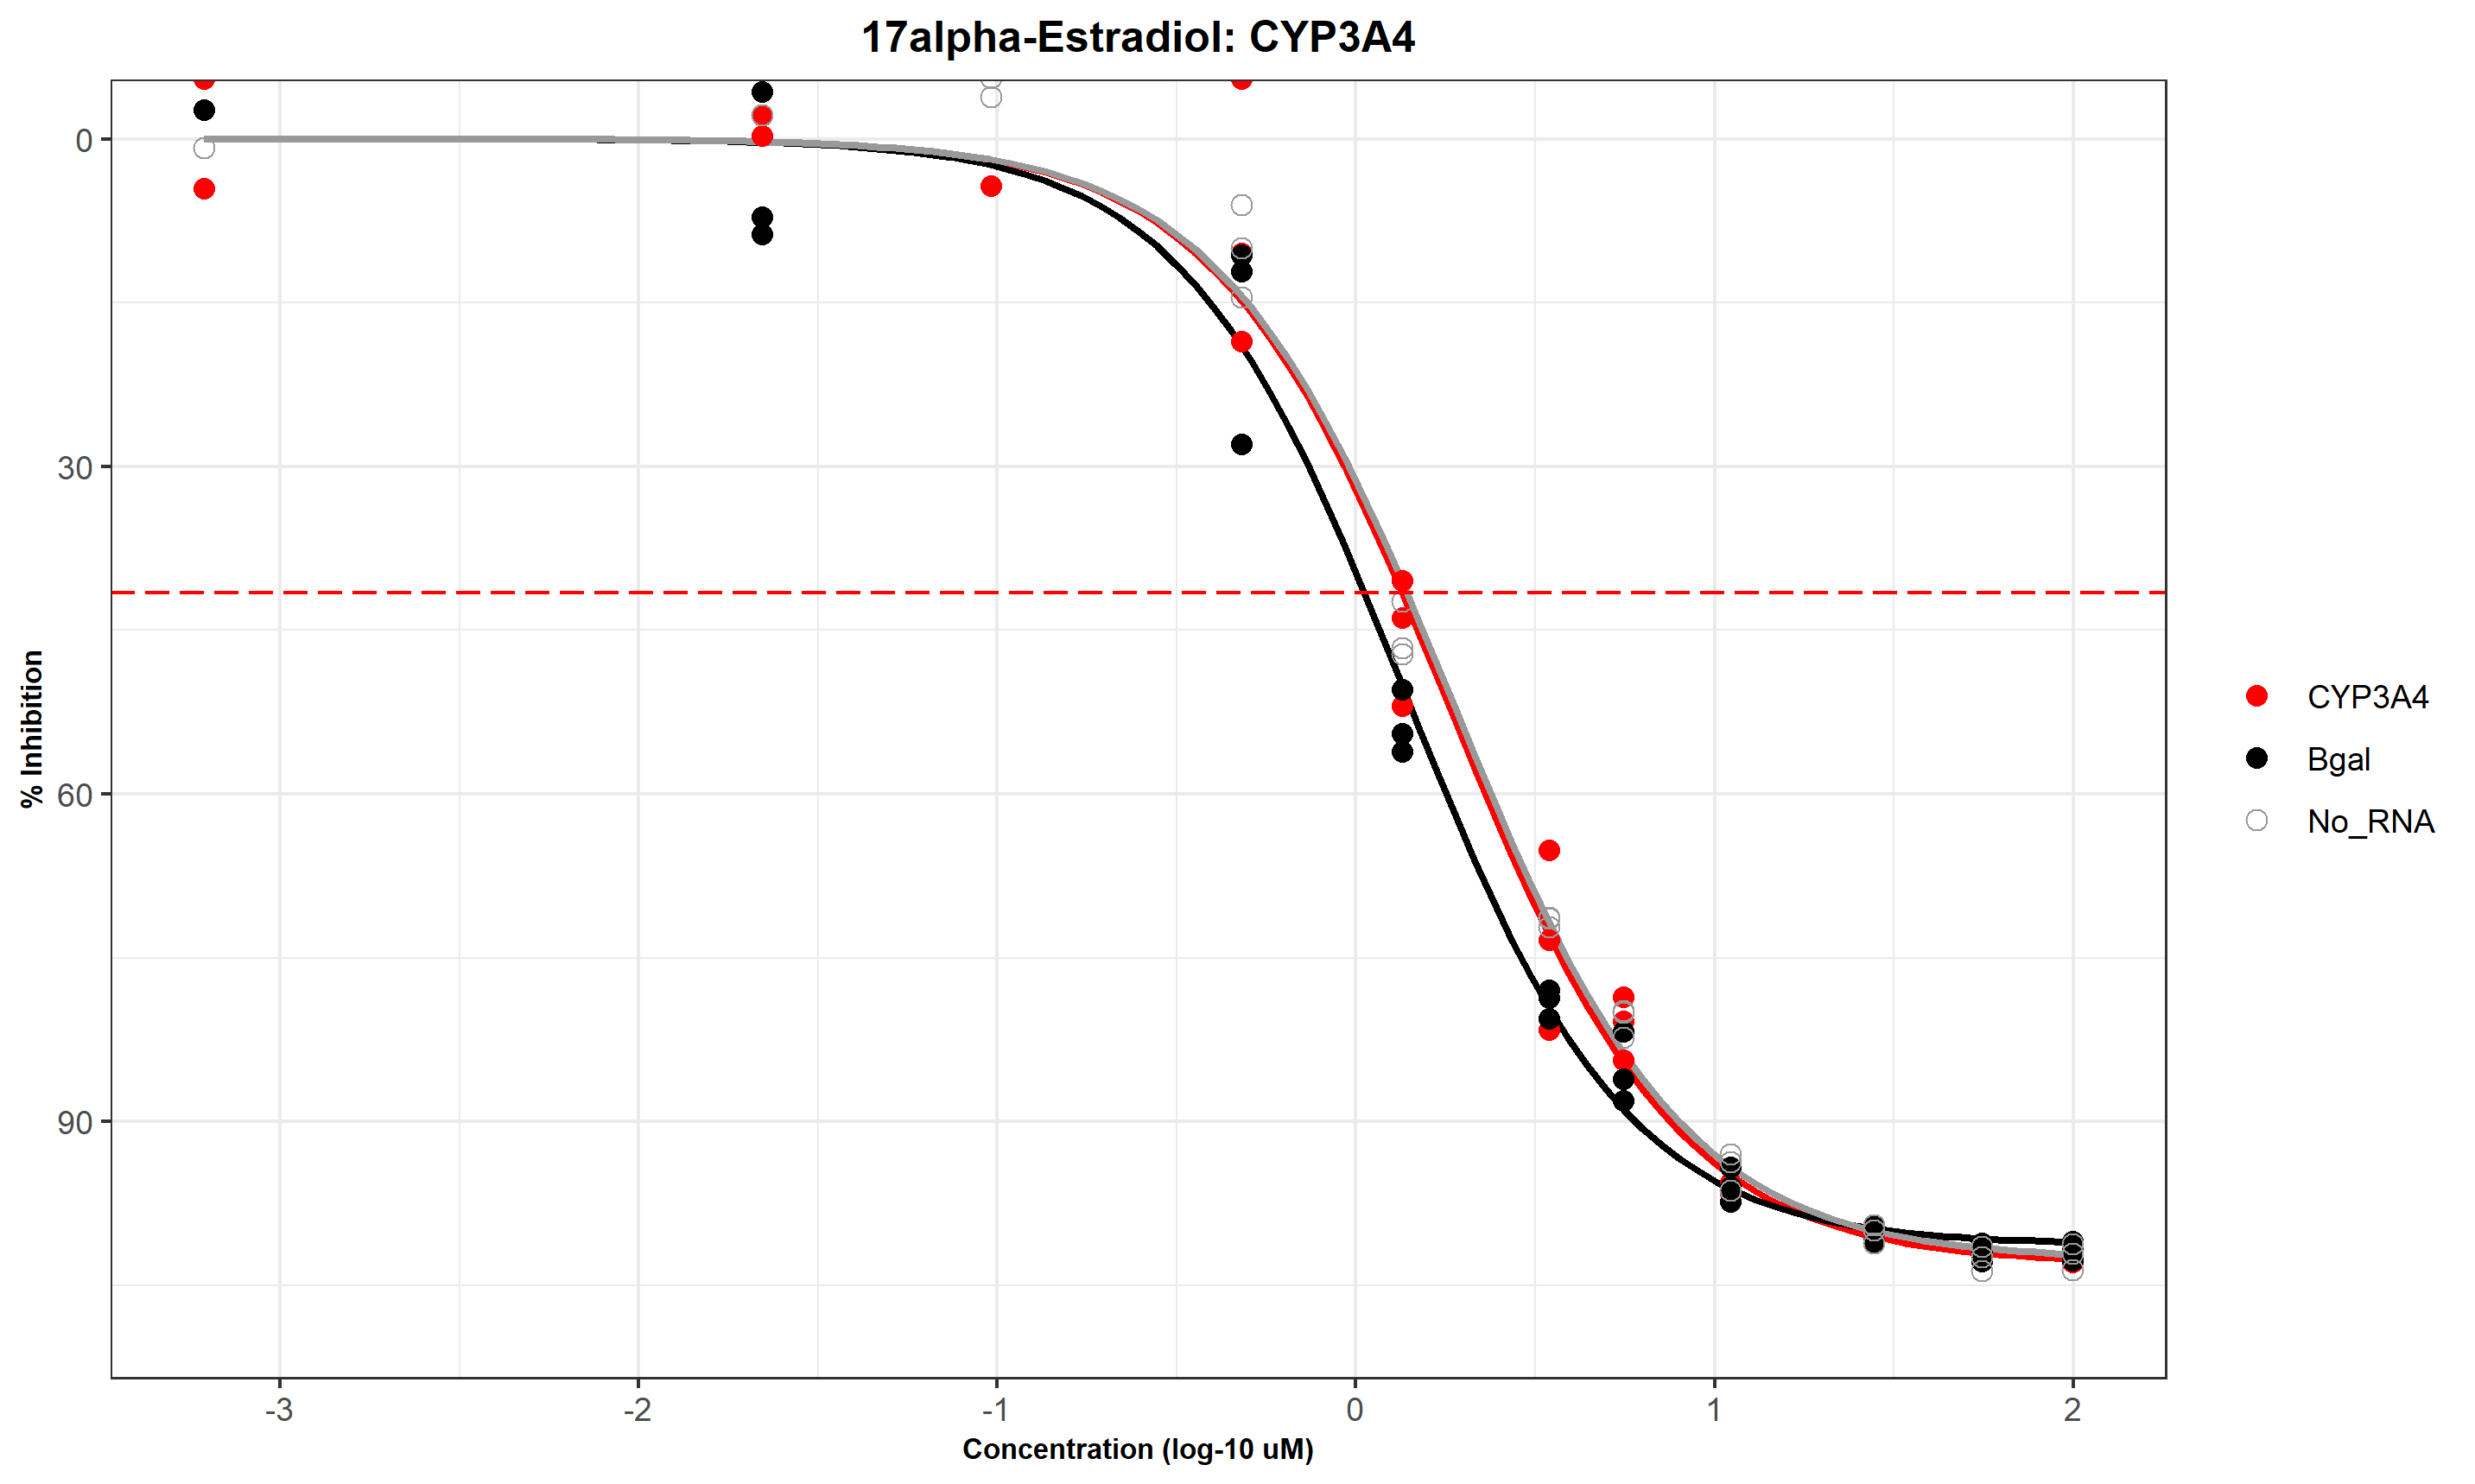 17alpha-Estradiol: CYP3A4
% Inhibition
0
30
60
90
-3
-2
-1
0
1
2
Concentration (log-10 uM)
CYP3A4
Bgal
No_RNA